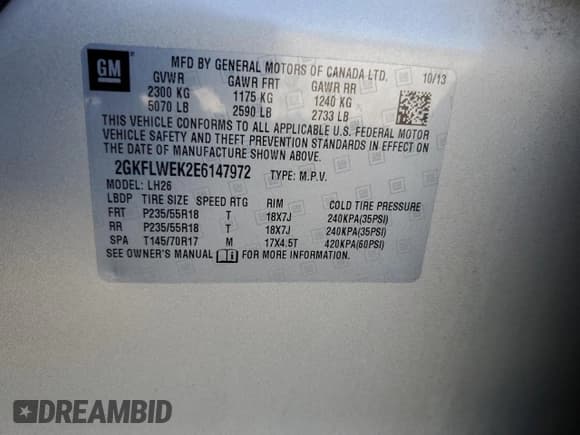 GM
MFD BY GENERAL MOTORS OF CANADA LTD. 10/13
GVWR GAWR FRT GAWR RR
2300 KG 1175 KG 1240 KG
5070 LB 2590 LB 2733 LB
THIS VEHICLE CONFORMS TO ALL APPLICABLE U.S. FEDERAL MOTOR
VEHICLE SAFETY AND THEFT PREVENTION STANDARDS IN EFFECT ON
THE DATE OF MANUFACTURE SHOWN ABOVE.
2GKFLWEK2E6147972 TYPE: M.P.V.
MODEL: LH26
LBDP TIRE SIZE SPEED RTG RIM COLD TIRE PRESSURE
FRT P235/55R18 T 18X7J 240KPA(35PSI)
RR P235/55R18 T 18X7J 240KPA(35PSI)
SPA T145/70R17 M 17X4.5T 420KPA(60PSI)
SEE OWNER'S MANUAL FOR MORE INFORMATION.
DREAMBID